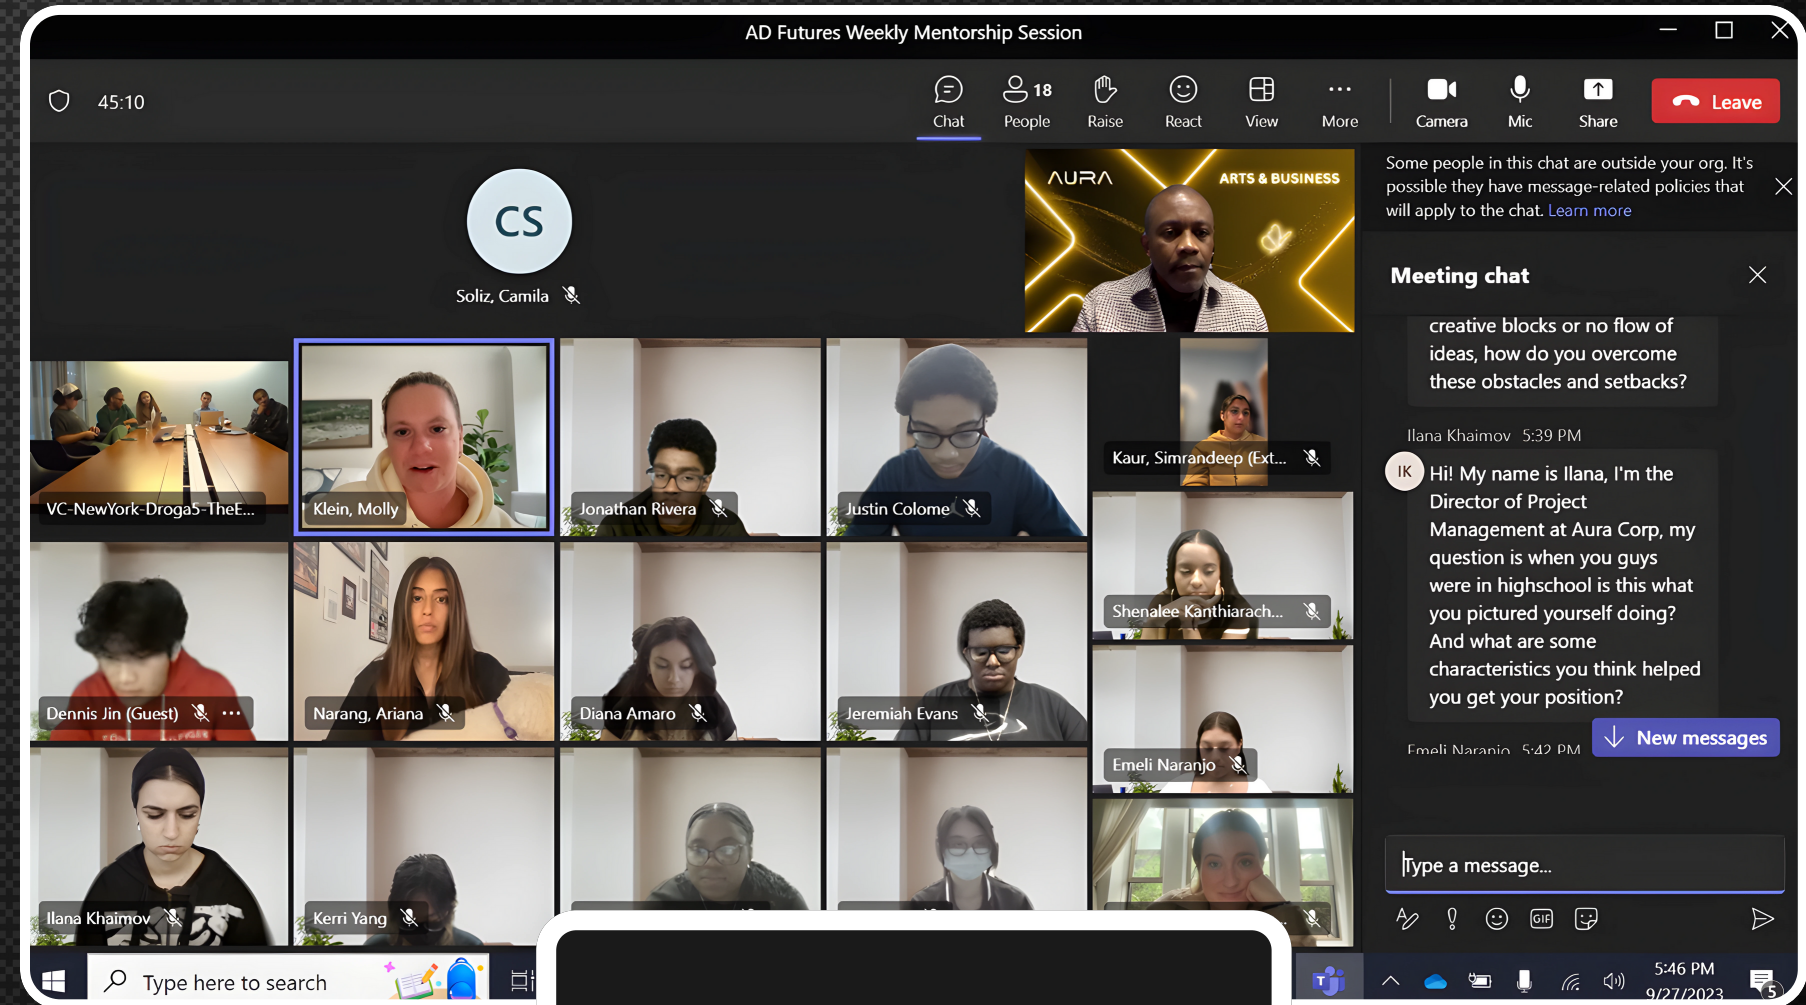 AD Futures Weekly Mentorship Session
45:10
Chat
People
18
Raise
React
View
More
Camera
Mic
Share
Leave
CS
Soliz, Camila
AURA
ARTS & BUSINESS
VC-NewYork-Droga5-TheE...
Klein, Molly
Jonathan Rivera
Justin Colome
Kaur, Simrandeep (Ext...
Shenalee Kanthiarach...
Dennis Jin (Guest)
Narang, Ariana
Diana Amaro
Jeremiah Evans
Emeli Naranjo
Ilana Khaimov
Kerri Yang
Some people in this chat are outside your org. It's
possible they have message-related policies that
will apply to the chat. Learn more
Meeting chat
creative blocks or no flow of
ideas, how do you overcome
these obstacles and setbacks?
Ilana Khaimov 5:39 PM
IK
Hi! My name is Ilana, I'm the
Director of Project
Management at Aura Corp, my
question is when you guys
were in highschool is this what
you pictured yourself doing?
And what are some
characteristics you think helped
you get your position?
Emeli Naranjo 5:42 PM
New messages
Type a message...
GIF
Type here to search
T
5:46 PM
9/27/2023
5